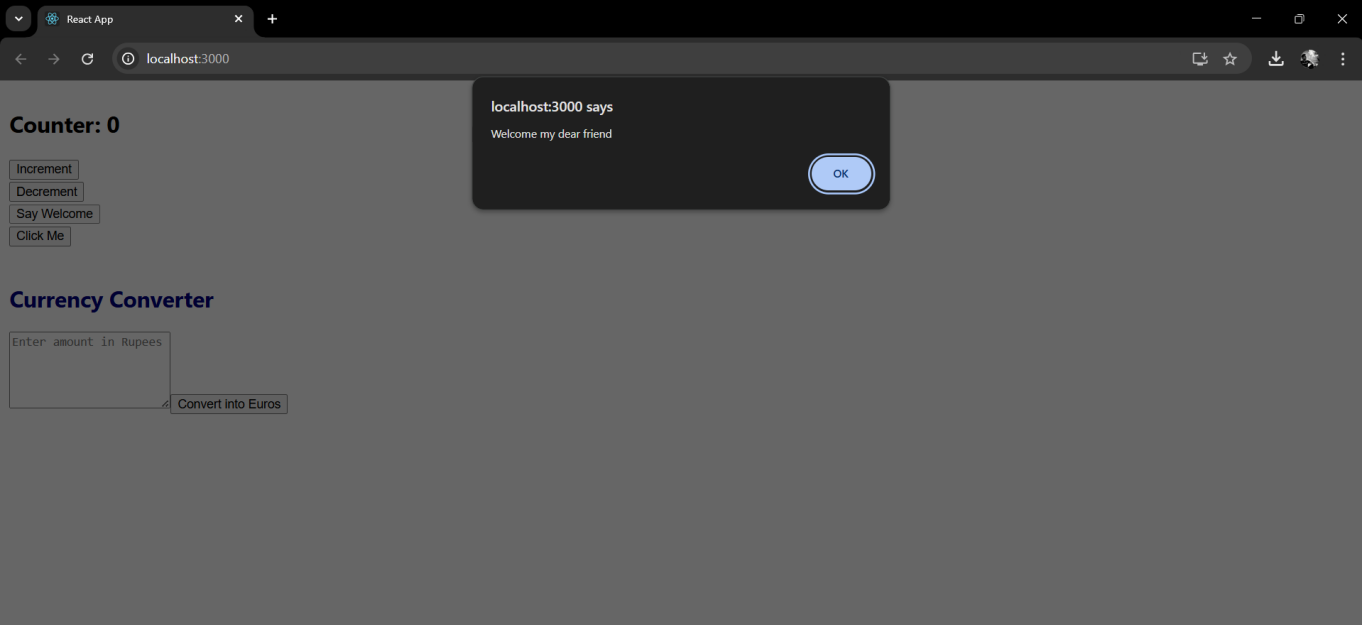 React App
localhost:3000
localhost:3000 says
Welcome my dear friend
OK
Counter: 0
Increment
Decrement
Say Welcome
Click Me
Currency Converter
Enter amount in Rupees
Convert into Euros